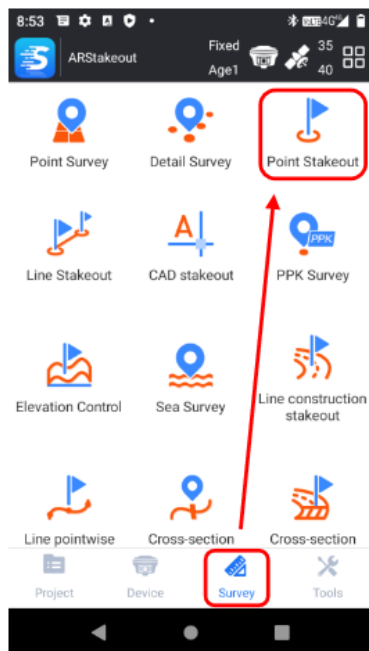 8:53
4G
ARStakeout
Fixed
Age1
35
40
Point Survey
Detail Survey
Point Stakeout
Line Stakeout
A
CAD stakeout
PPK
PPK Survey
Elevation Control
Sea Survey
Line construction
stakeout
Line pointwise
Cross-section
Cross-section
Project
Device
Survey
Tools